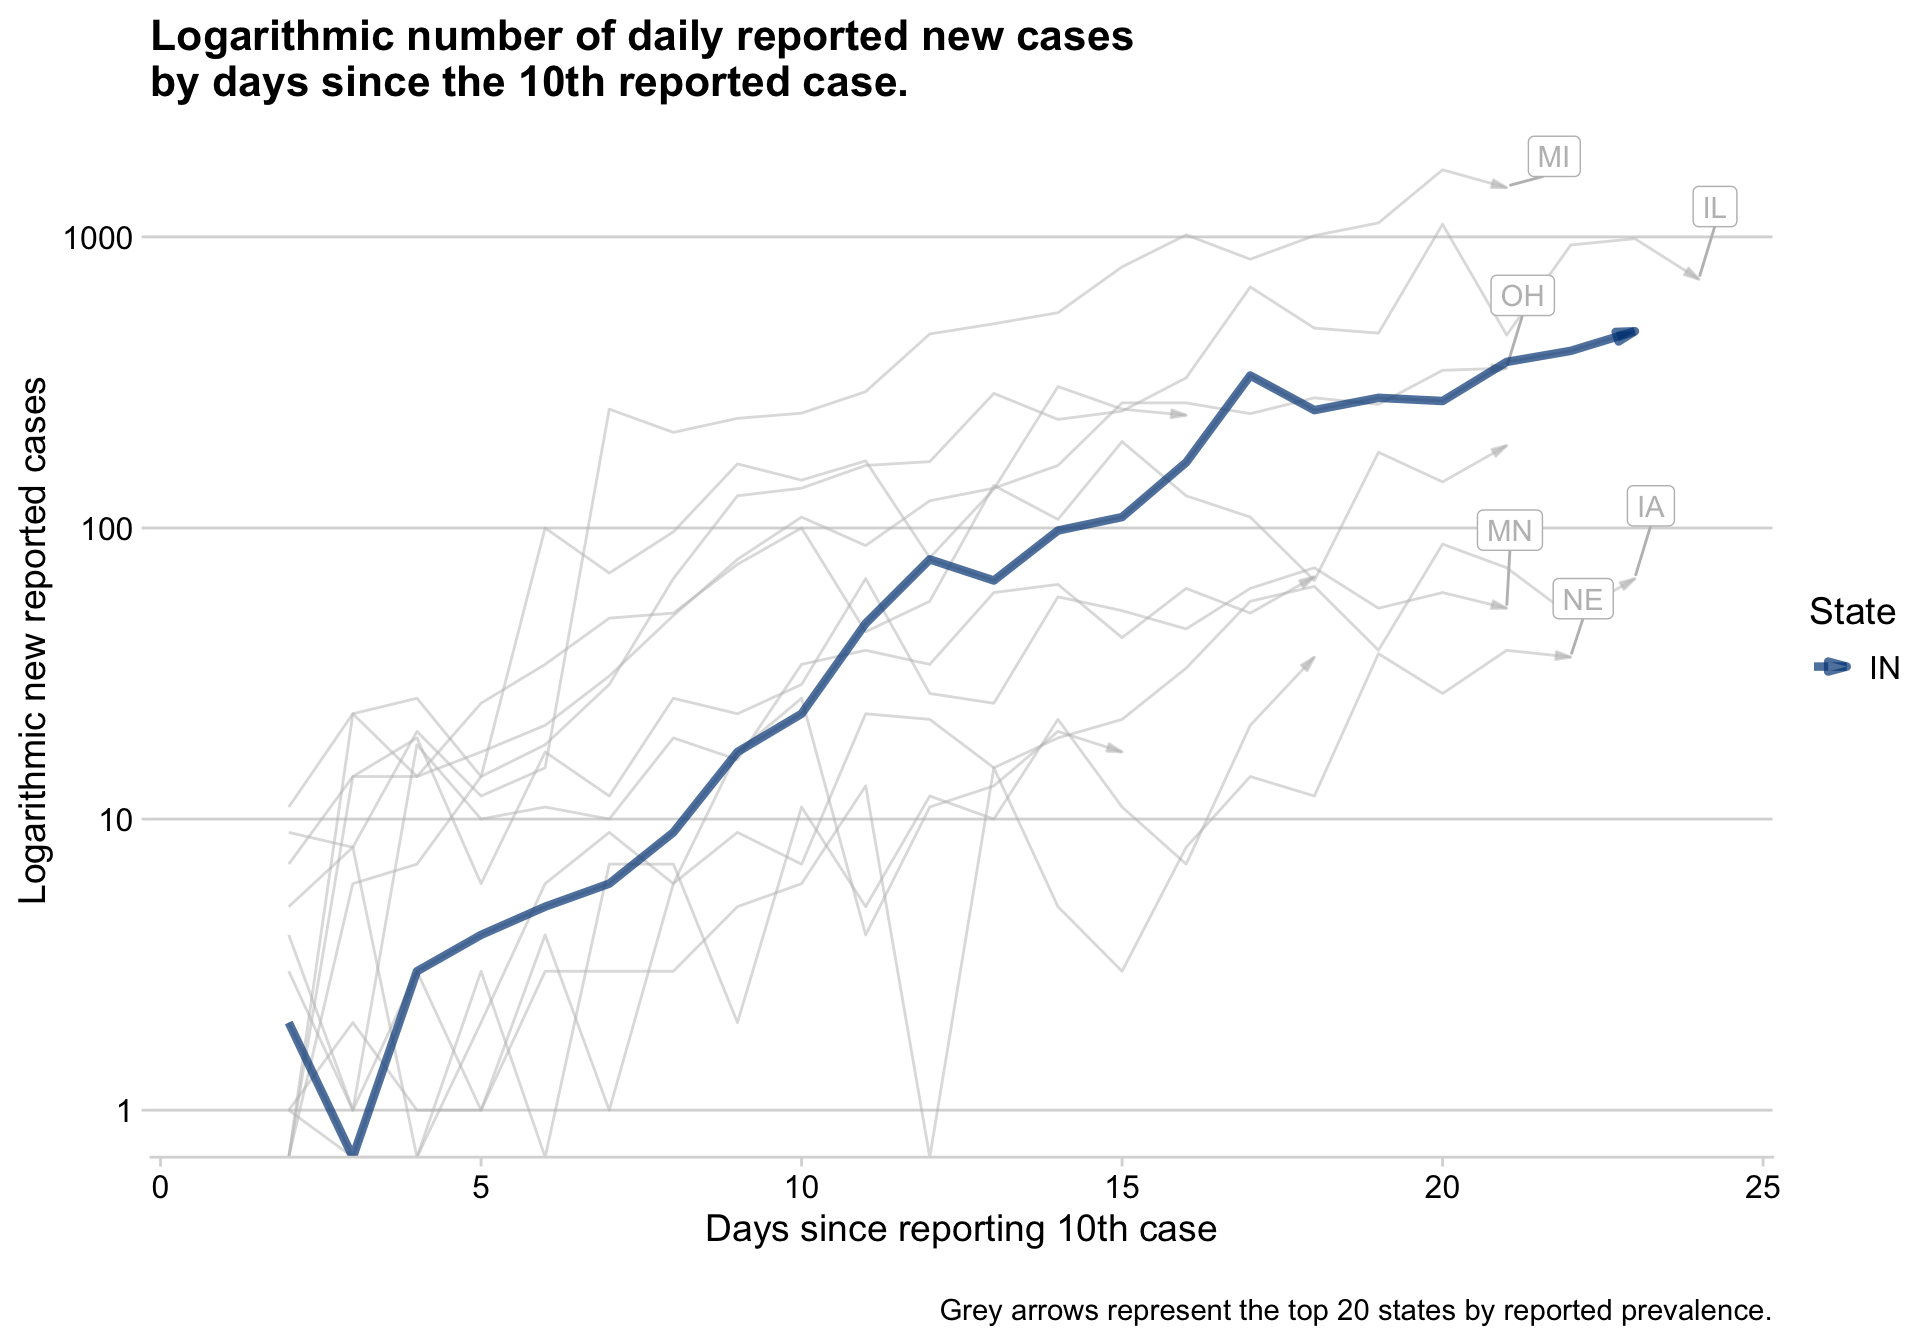 Logarithmic number of daily reported new cases
by days since the 10th reported case.
MI
IL
1000
OH
100
MN
IA
NE
Logarithmic new reported cases
State
IN
10
1
0 5 10 15 20 25
Days since reporting 10th case
Grey arrows represent the top 20 states by reported prevalence.